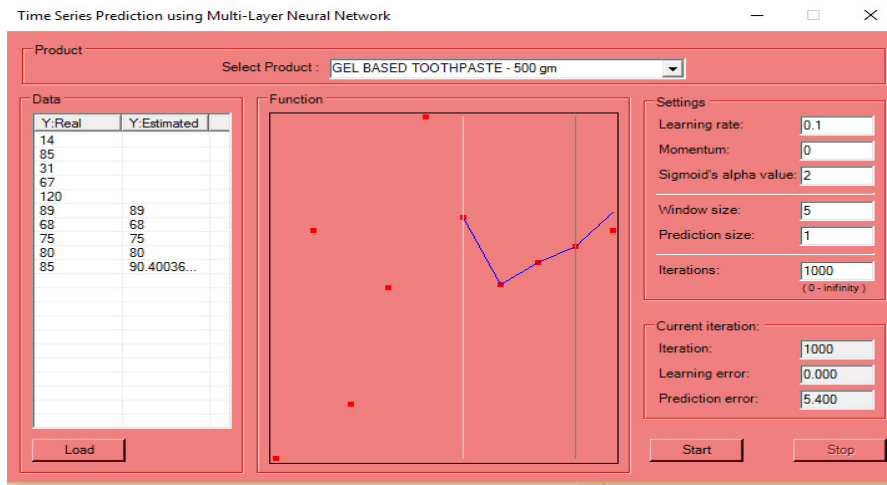 Time Series Prediction using Multi-Layer Neural Network
Product
Select Product : GEL BASED TOOTHPASTE - 500 gm
Data
Y:Real Y:Estimated
14
85
31
67
120
89 89
68 68
75 75
80 80
85 90.40036...
Load
Function
Settings
Learning rate: 0.1
Momentum: 0
Sigmoid's alpha value: 2
Window size: 5
Prediction size: 1
Iterations: 1000
( 0 - inifinity )
Current iteration:
Iteration: 1000
Learning error: 0.000
Prediction error: 5.400
Start Stop